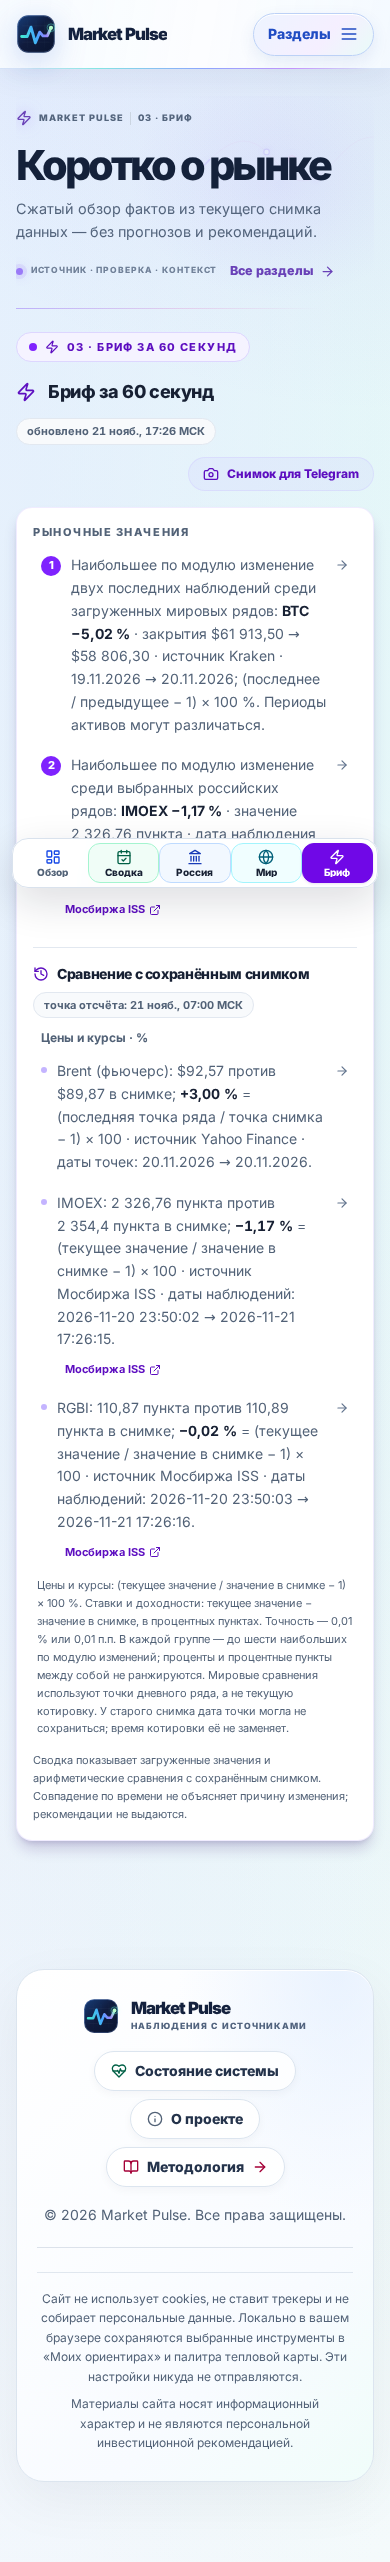 Market Pulse
Разделы
MARKET PULSE | 03 · БРИФ
Коротко о рынке
Сжатый обзор фактов из текущего снимка
данных — без прогнозов и рекомендаций.
ИСТОЧНИК · ПРОВЕРКА · КОНТЕКСТ
Все разделы →
03 · БРИФ ЗА 60 СЕКУНД
Бриф за 60 секунд
обновлено 21 нояб., 17:26 МСК
Снимок для Telegram
РЫНОЧНЫЕ ЗНАЧЕНИЯ
1 Наибольшее по модулю изменение →
двух последних наблюдений среди
загруженных мировых рядов: BTC
−5,02 % · закрытия $61 913,50 →
$58 806,30 · источник Kraken ·
19.11.2026 → 20.11.2026; (последнее
/ предыдущее − 1) × 100 %. Периоды
активов могут различаться.
2 Наибольшее по модулю изменение →
среди выбранных российских
рядов: IMOEX −1,17 % · значение
2 326,76 пункта · дата наблюдения
Обзор
Сводка
Россия
Мир
Бриф
Мосбиржа ISS
Сравнение с сохранённым снимком
точка отсчёта: 21 нояб., 07:00 МСК
Цены и курсы · %
Brent (фьючерс): $92,57 против →
$89,87 в снимке; +3,00 % =
(последняя точка ряда / точка снимка
− 1) × 100 · источник Yahoo Finance ·
даты точек: 20.11.2026 → 20.11.2026.
IMOEX: 2 326,76 пункта против →
2 354,4 пункта в снимке; −1,17 % =
(текущее значение / значение в
снимке − 1) × 100 · источник
Мосбиржа ISS · даты наблюдений:
2026-11-20 23:50:02 → 2026-11-21
17:26:15.
Мосбиржа ISS
RGBI: 110,87 пункта против 110,89 →
пункта в снимке; −0,02 % = (текущее
значение / значение в снимке − 1) ×
100 · источник Мосбиржа ISS · даты
наблюдений: 2026-11-20 23:50:03 →
2026-11-21 17:26:16.
Мосбиржа ISS
Цены и курсы: (текущее значение / значение в снимке − 1)
× 100 %. Ставки и доходности: текущее значение −
значение в снимке, в процентных пунктах. Точность — 0,01
% или 0,01 п.п. В каждой группе — до шести наибольших
по модулю изменений; проценты и процентные пункты
между собой не ранжируются. Мировые сравнения
используют точки дневного ряда, а не текущую
котировку. У старого снимка дата точки могла не
сохраниться; время котировки её не заменяет.
Сводка показывает загруженные значения и
арифметические сравнения с сохранённым снимком.
Совпадение по времени не объясняет причину изменения;
рекомендации не выдаются.
Market Pulse
НАБЛЮДЕНИЯ С ИСТОЧНИКАМИ
Состояние системы
О проекте
Методология →
© 2026 Market Pulse. Все права защищены.
Сайт не использует cookies, не ставит трекеры и не
собирает персональные данные. Локально в вашем
браузере сохраняются выбранные инструменты в
«Моих ориентирах» и палитра тепловой карты. Эти
настройки никуда не отправляются.
Материалы сайта носят информационный
характер и не являются персональной
инвестиционной рекомендацией.